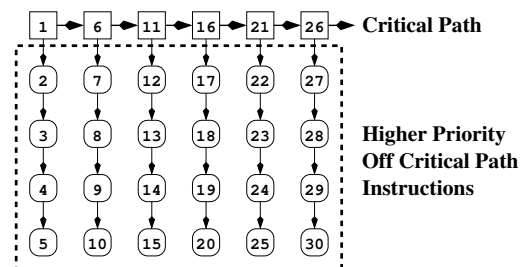 1 6 11 16 21 26 Critical Path
2 7 12 17 22 27
3 8 13 18 23 28 Higher Priority
Off Critical Path
4 9 14 19 24 29 Instructions
5 10 15 20 25 30